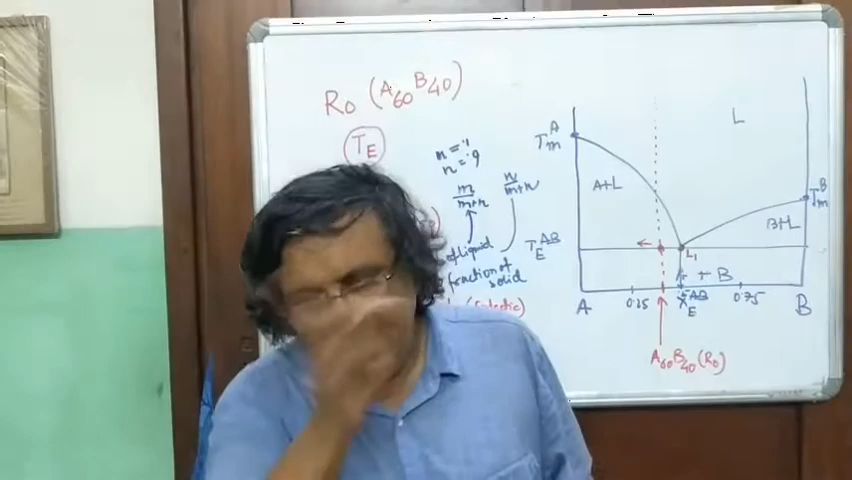 R₀ (A₆₀B₄₀)
T_E
m = .1
n = .9
m/m+n
n/m+n
of liquid
fraction of
solid
(Eutectic)
L
T_m^A
A+L
T_m^B
B+L
T_E^AB
L₁
A + B
A
0.25
X_E^AB
0.75
B
A₆₀B₄₀(R₀)